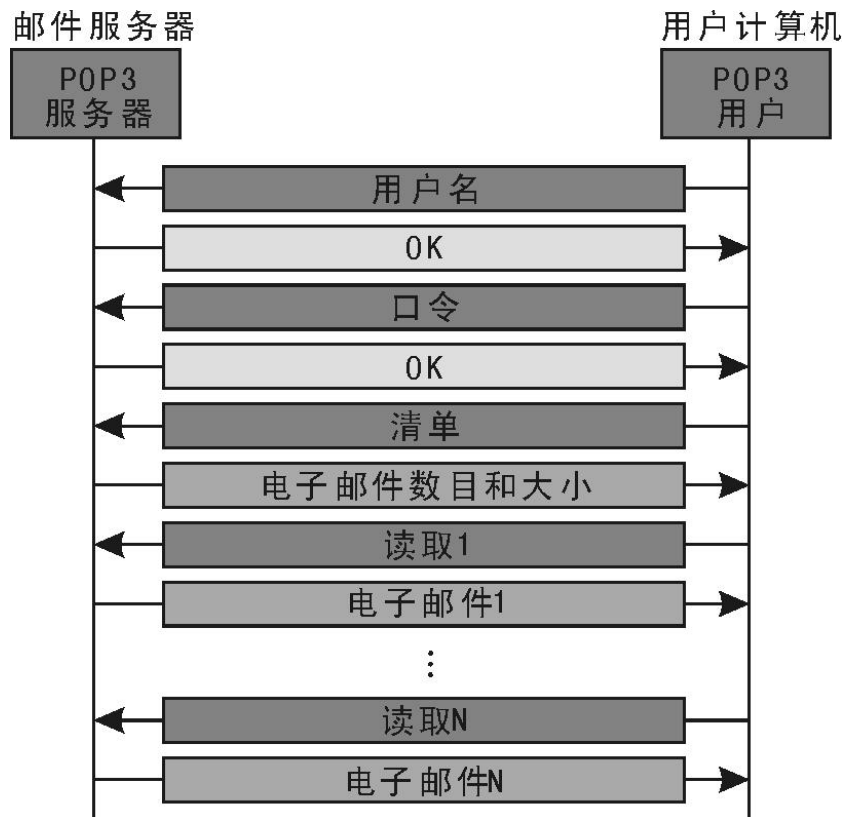 邮件服务器
用户计算机
POP3
服务器
POP3
用户
用户名
OK
口令
OK
清单
电子邮件数目和大小
读取1
电子邮件1
⋮
读取N
电子邮件N